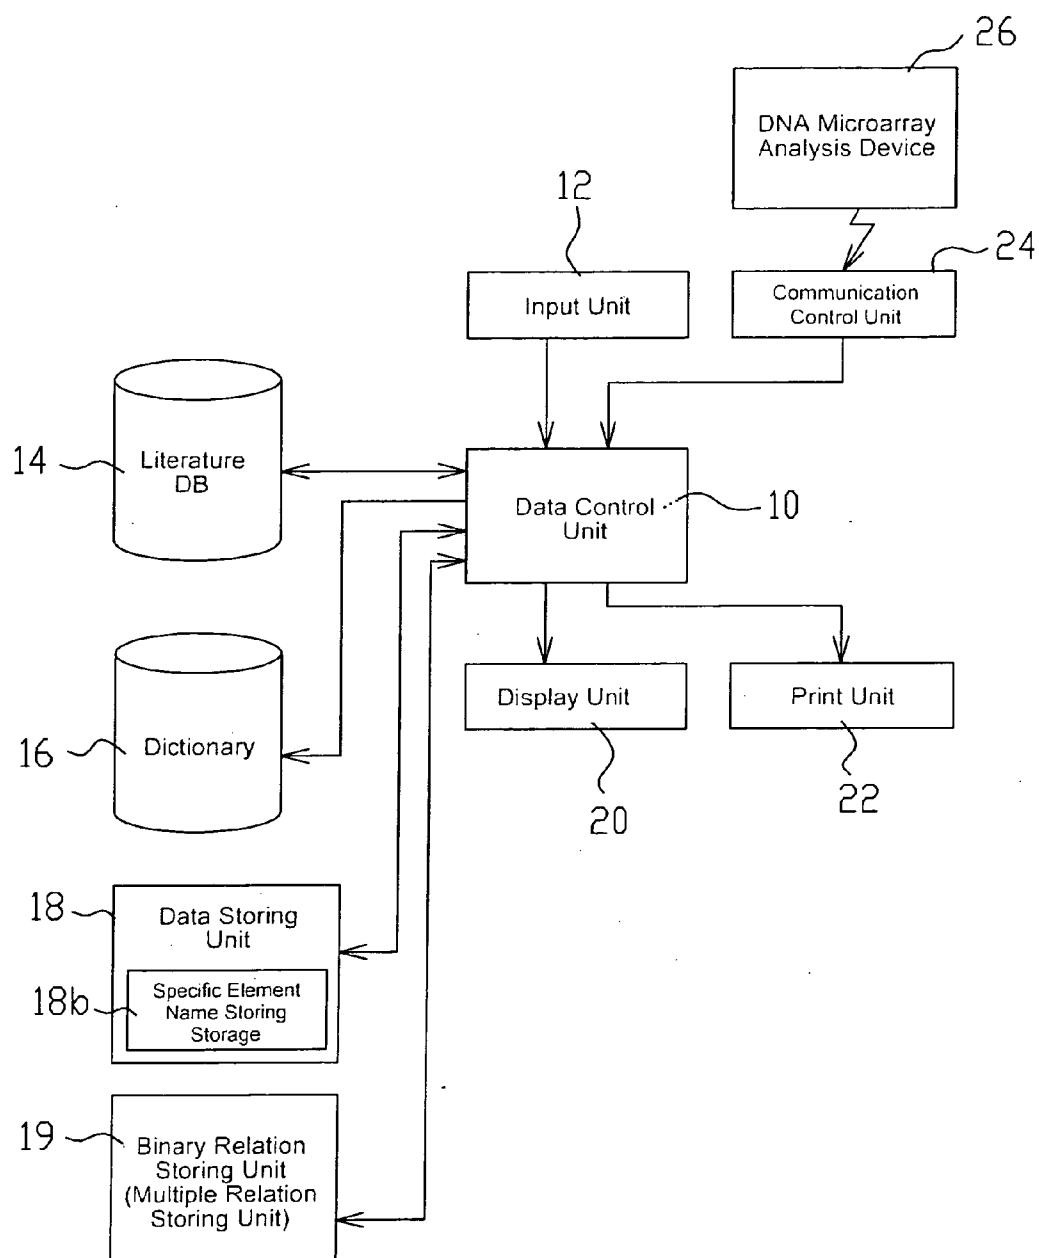 26
DNA Microarray
Analysis Device
12
24
Input Unit
Communication
Control Unit
14
Literature
DB
Data Control
Unit
10
16
Dictionary
Display Unit
Print Unit
20
22
18
Data Storing
Unit
18b
Specific Element
Name Storing
Storage
19
Binary Relation
Storing Unit
(Multiple Relation
Storing Unit)